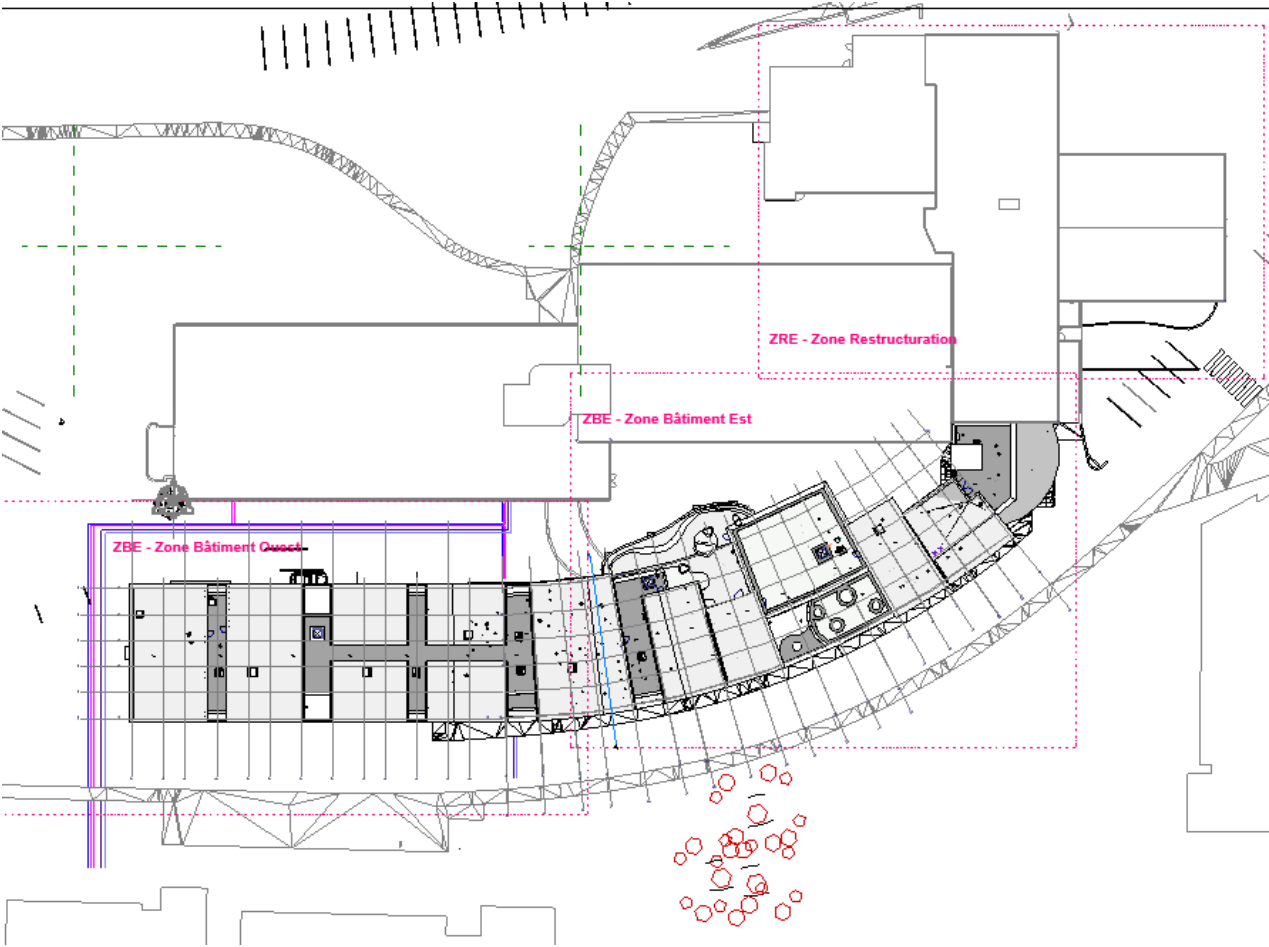 ZRE - Zone Restructuration
ZBE - Zone Bâtiment Est
ZBE - Zone Bâtiment Ouest